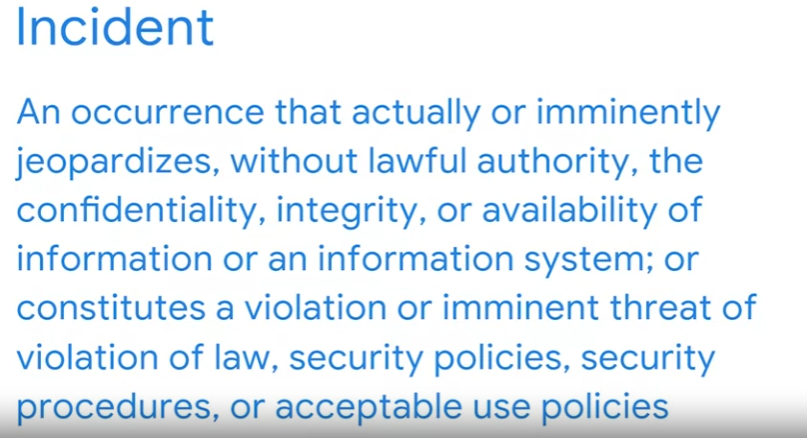 Incident
An occurrence that actually or imminently
jeopardizes, without lawful authority, the
confidentiality, integrity, or availability of
information or an information system; or
constitutes a violation or imminent threat of
violation of law, security policies, security
procedures, or acceptable use policies